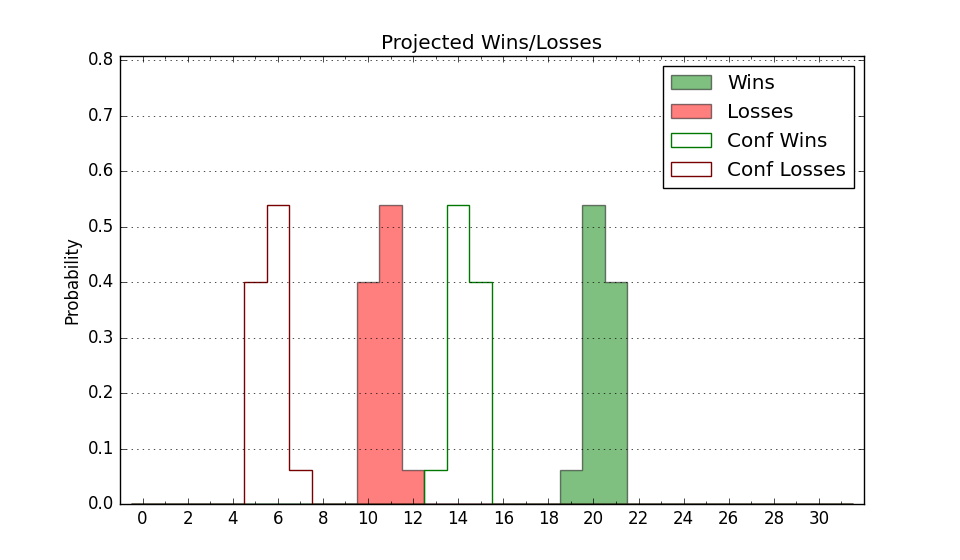 Projected Wins/Losses
0.8
0.7
0.6
0.5
0.4
0.3
0.2
0.1
0.0
Probability
Wins
Losses
Conf Wins
Conf Losses
0 2 4 6 8 10 12 14 16 18 20 22 24 26 28 30